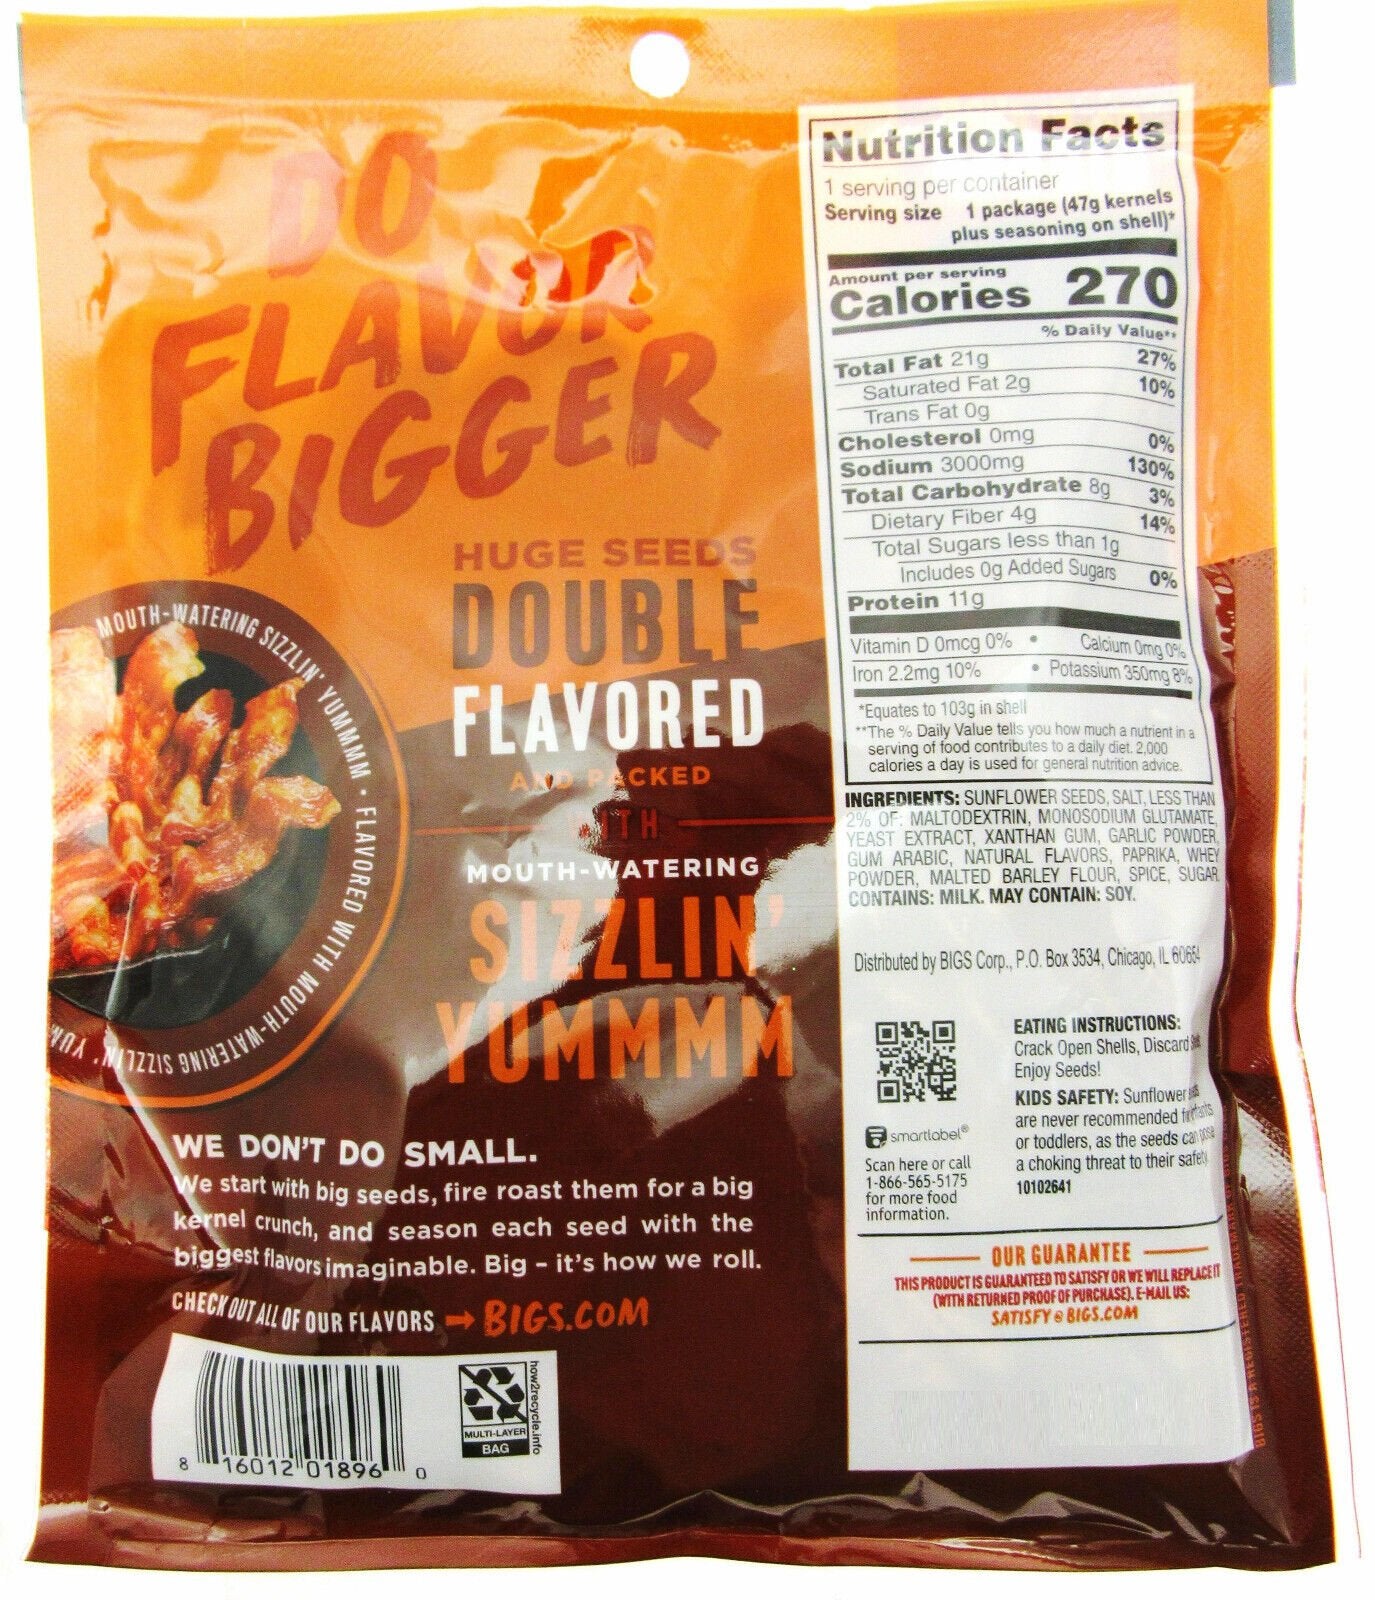 DO
FLAVOR
BIGGER
HUGE SEEDS
DOUBLE
FLAVORED
AND PACKED
WITH
MOUTH-WATERING
SIZZLIN'
YUMMMM
MOUTH-WATERING SIZZLIN' YUMMMM • FLAVORED WITH MOUTH-WATERING SIZZLIN' YUM
WE DON'T DO SMALL.
We start with big seeds, fire roast them for a big
kernel crunch, and season each seed with the
biggest flavors imaginable. Big – it's how we roll.
CHECK OUT ALL OF OUR FLAVORS → BIGS.COM
8 16012 01896 0
how2recycle.info
MULTI-LAYER
BAG
Nutrition Facts
1 serving per container
Serving size 1 package (47g kernels
plus seasoning on shell)*
Amount per serving
Calories 270
% Daily Value**
Total Fat 21g 27%
Saturated Fat 2g 10%
Trans Fat 0g
Cholesterol 0mg 0%
Sodium 3000mg 130%
Total Carbohydrate 8g 3%
Dietary Fiber 4g 14%
Total Sugars less than 1g
Includes 0g Added Sugars 0%
Protein 11g
Vitamin D 0mcg 0% • Calcium 0mg 0%
Iron 2.2mg 10% • Potassium 350mg 8%
*Equates to 103g in shell
**The % Daily Value tells you how much a nutrient in a
serving of food contributes to a daily diet. 2,000
calories a day is used for general nutrition advice.
INGREDIENTS: SUNFLOWER SEEDS, SALT, LESS THAN
2% OF: MALTODEXTRIN, MONOSODIUM GLUTAMATE,
YEAST EXTRACT, XANTHAN GUM, GARLIC POWDER,
GUM ARABIC, NATURAL FLAVORS, PAPRIKA, WHEY
POWDER, MALTED BARLEY FLOUR, SPICE, SUGAR
CONTAINS: MILK. MAY CONTAIN: SOY.
Distributed by BIGS Corp., P.O. Box 3534, Chicago, IL 60654
smartlabel®
Scan here or call
1-866-565-5175
for more food
information.
EATING INSTRUCTIONS:
Crack Open Shells, Discard
Enjoy Seeds!
KIDS SAFETY: Sunflower
are never recommended for infants
or toddlers, as the seeds can pose
a choking threat to their safety
10102641
OUR GUARANTEE
THIS PRODUCT IS GUARANTEED TO SATISFY OR WE WILL REPLACE IT
(WITH RETURNED PROOF OF PURCHASE). E-MAIL US:
SATISFY@BIGS.COM
BIGS IS A REGISTERED TRADEMARK